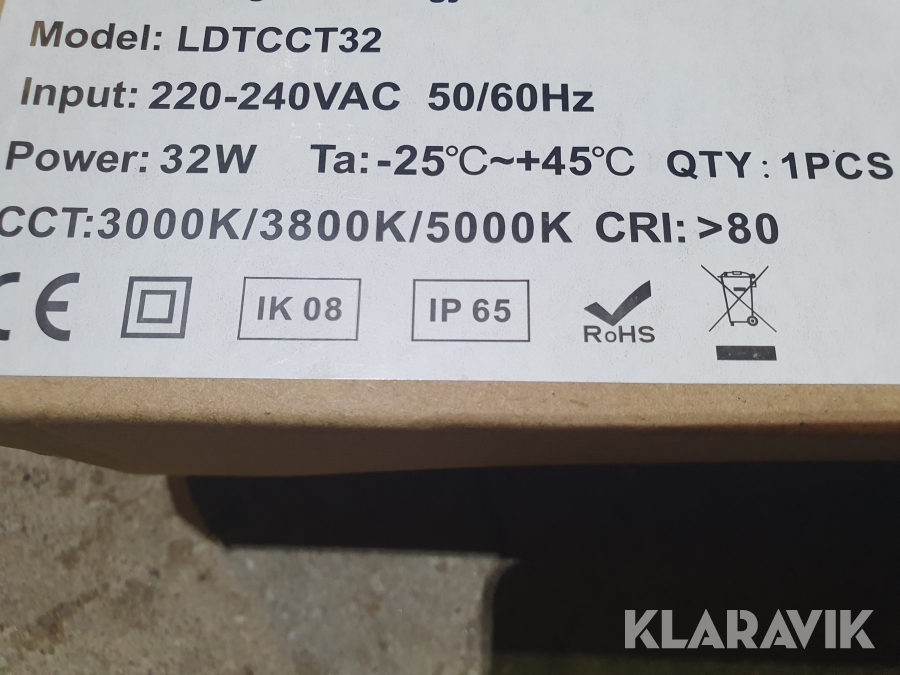 Model: LDTCCT32
Input: 220-240VAC 50/60Hz
Power: 32W Ta: -25℃~+45℃ QTY: 1PCS
CCT:3000K/3800K/5000K CRI: >80
CE IK 08 IP 65 RoHS
KLARAVIK